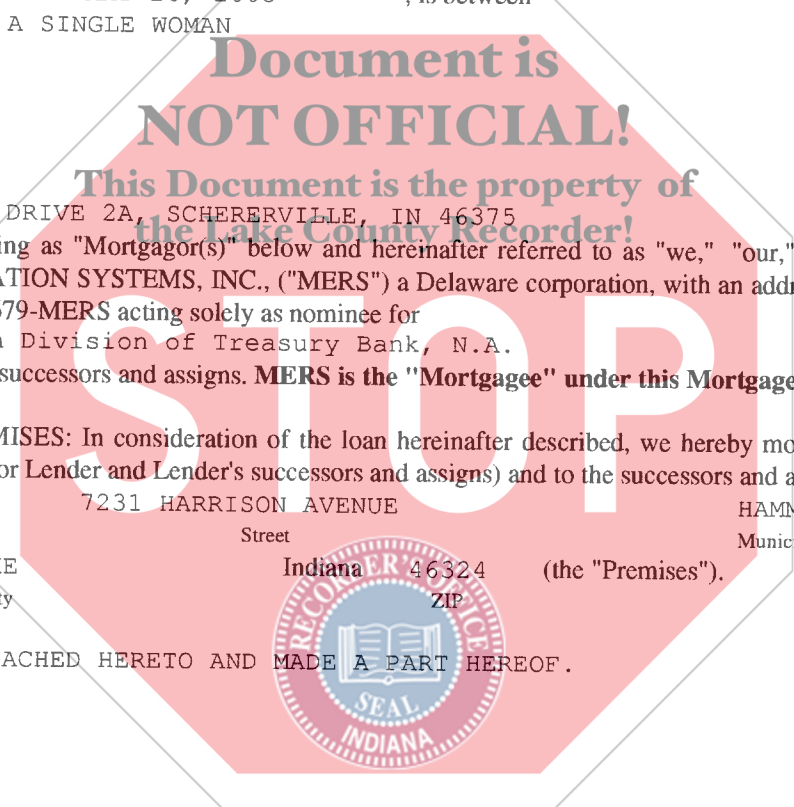 , is between
A SINGLE WOMAN
Document is
NOT OFFICIAL!
This Document is the property of
DRIVE 2A, SCHERERVILLE, IN 46375
the Lake County Recorder!
ing as "Mortgagor(s)" below and hereinafter referred to as "we," "our,"
ATION SYSTEMS, INC., ("MERS") a Delaware corporation, with an addr
679-MERS acting solely as nominee for
Division of Treasury Bank, N.A.
successors and assigns. MERS is the "Mortgagee" under this Mortgage
MISES: In consideration of the loan hereinafter described, we hereby mo
or Lender and Lender's successors and assigns) and to the successors and a
7231 HARRISON AVENUE HAMM
Street Munic
E Indiana 46324 (the "Premises").
ty ZIP
ACHED HERETO AND MADE A PART HEREOF.
STOP
RECORDER'S OFFICE
SEAL
INDIANA